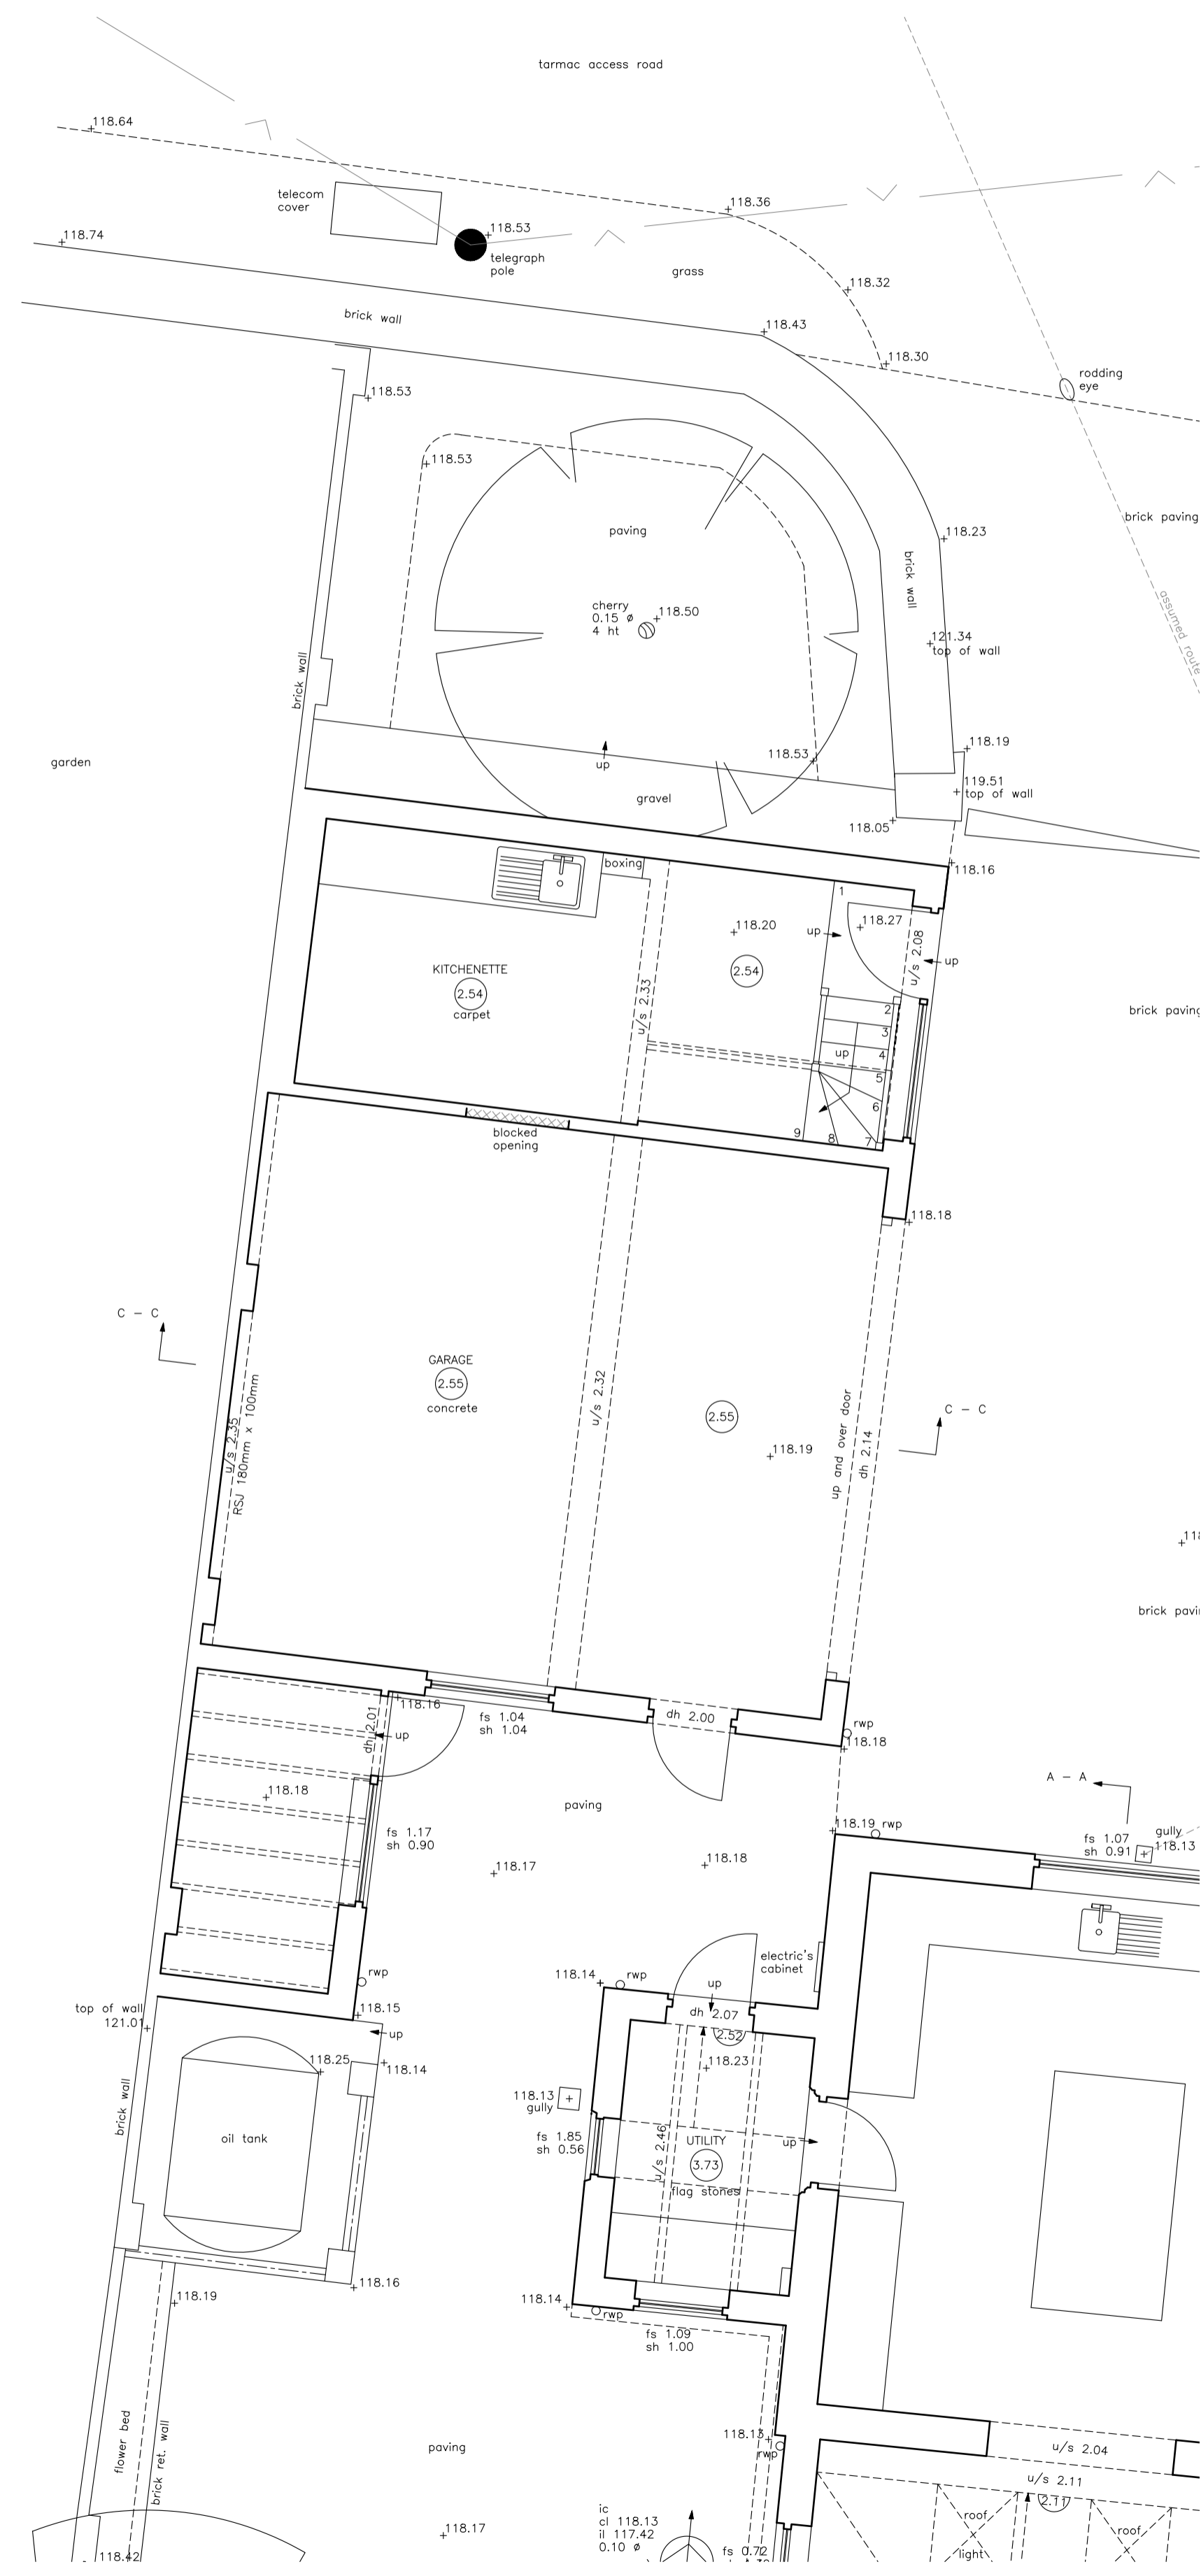 tarmac access road
118.64
telecom
cover
118.36
118.74
118.53
telegraph
pole
grass
118.32
brick wall
118.43
118.30
rodding
eye
118.53
118.53
brick paving
paving
118.23
brick wall
cherry
0.15 ø
4 ht
118.50
assumed route
121.34
top of wall
brick wall
garden
118.53
118.19
up
gravel
119.51
top of wall
118.05
118.16
boxing
1
118.27
118.20
up
u/s 2.08
up
KITCHENETTE
2.54
carpet
2.54
u/s 2.33
brick paving
2
3
up
4
5
6
7
8
9
blocked
opening
118.18
C - C
GARAGE
2.55
concrete
u/s 2.32
2.55
up and over door
dh 2.14
C - C
u/s 2.35
RSJ 180mm x 100mm
118.19
brick pavi
118.16
dh 2.01
up
fs 1.04
sh 1.04
dh 2.00
rwp
118.18
A - A
118.18
paving
fs 1.17
sh 0.90
118.19
rwp
fs 1.07
sh 0.91
gully
118.13
118.17
118.18
electric's
cabinet
rwp
118.14
rwp
up
top of wall
121.01
118.15
dh 2.07
2.52
up
118.25
118.14
118.23
118.13
gully
brick wall
oil tank
fs 1.85
sh 0.56
u/s 2.46
UTILITY
3.73
flag stones
up
118.16
118.19
118.14
rwp
fs 1.09
sh 1.00
flower bed
brick ret. wall
paving
118.13
rwp
u/s 2.04
u/s 2.11
2.11
roof
light
roof
118.17
ic
cl 118.13
il 117.42
0.10 ø
fs 0.72
118.42